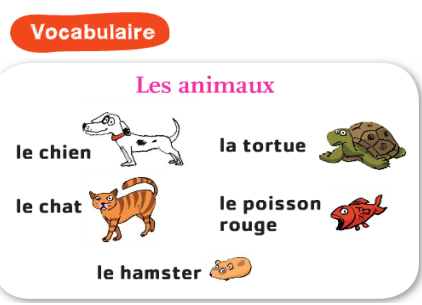 Vocabulaire
Les animaux
le chien
la tortue
le chat
le poisson
rouge
le hamster